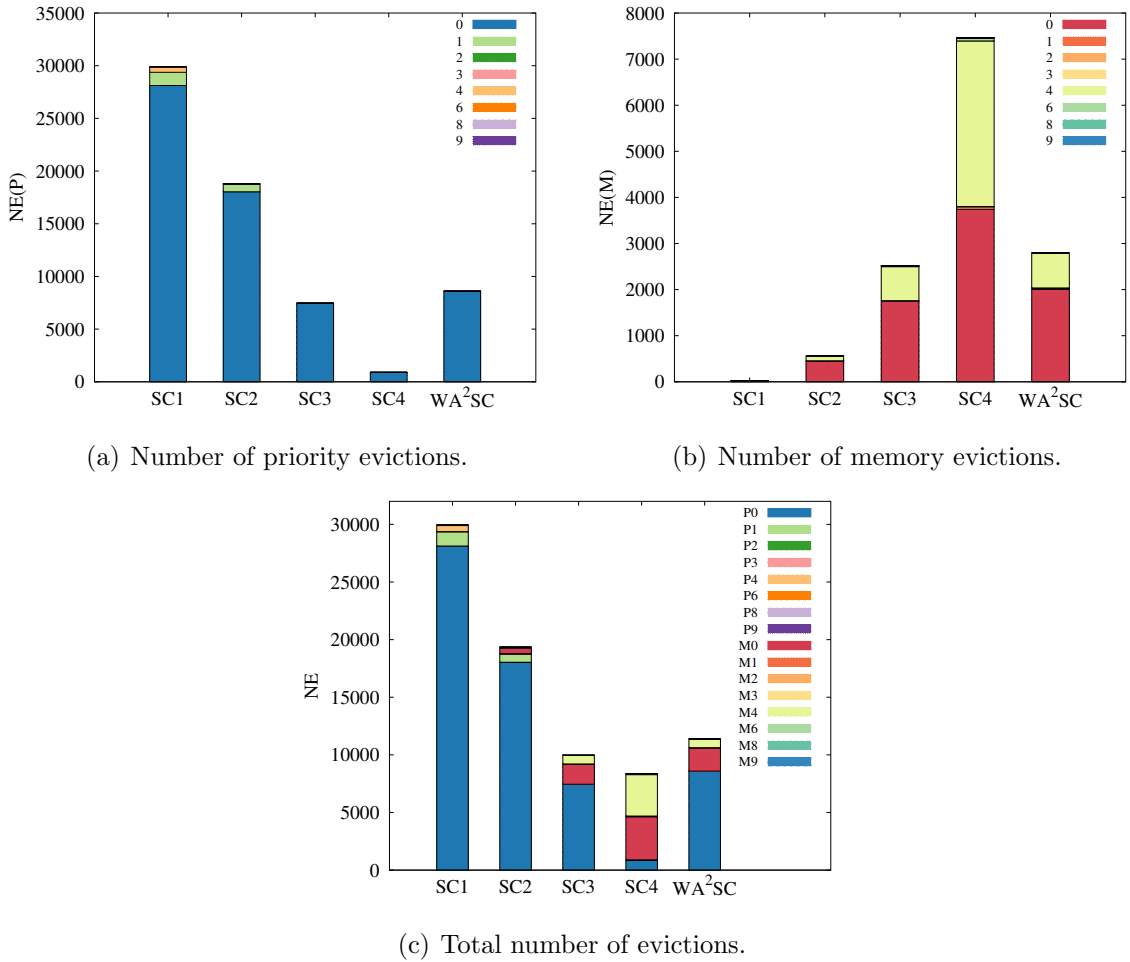 35000
30000
25000
20000
15000
10000
5000
0
NE(P)
0
1
2
3
4
6
8
9
SC1 SC2 SC3 SC4 WA²SC
(a) Number of priority evictions.
8000
7000
6000
5000
4000
3000
2000
1000
0
NE(M)
0
1
2
3
4
6
8
9
SC1 SC2 SC3 SC4 WA²SC
(b) Number of memory evictions.
30000
25000
20000
15000
10000
5000
0
NE
P0
P1
P2
P3
P4
P6
P8
P9
M0
M1
M2
M3
M4
M6
M8
M9
SC1 SC2 SC3 SC4 WA²SC
(c) Total number of evictions.